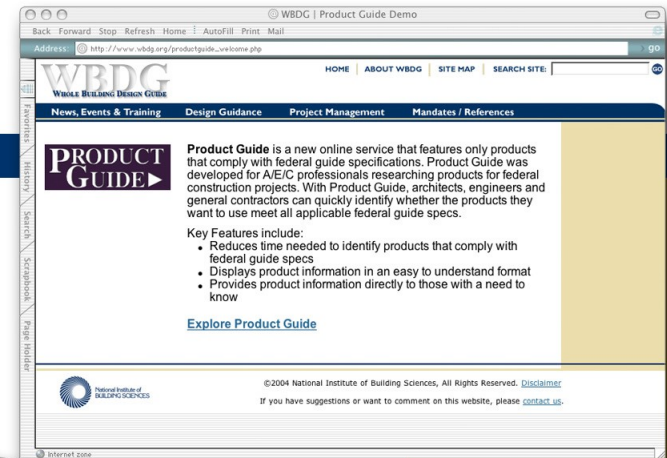 WBDG | Product Guide Demo
Back Forward Stop Refresh Home AutoFill Print Mail
Address: http://www.wbdg.org/productguide_welcome.php go
WBDG
WHOLE BUILDING DESIGN GUIDE
HOME | ABOUT WBDG | SITE MAP | SEARCH SITE: GO
News, Events & Training Design Guidance Project Management Mandates / References
Favorites
History
Search
Scrapbook
Page Holder
PRODUCT
GUIDE
Product Guide is a new online service that features only products
that comply with federal guide specifications. Product Guide was
developed for A/E/C professionals researching products for federal
construction projects. With Product Guide, architects, engineers and
general contractors can quickly identify whether the products they
want to use meet all applicable federal guide specs.
Key Features include:
• Reduces time needed to identify products that comply with
federal guide specs
• Displays product information in an easy to understand format
• Provides product information directly to those with a need to
know
Explore Product Guide
National Institute of
BUILDING SCIENCES
©2004 National Institute of Building Sciences, All Rights Reserved. Disclaimer
If you have suggestions or want to comment on this website, please contact us.
Internet zone